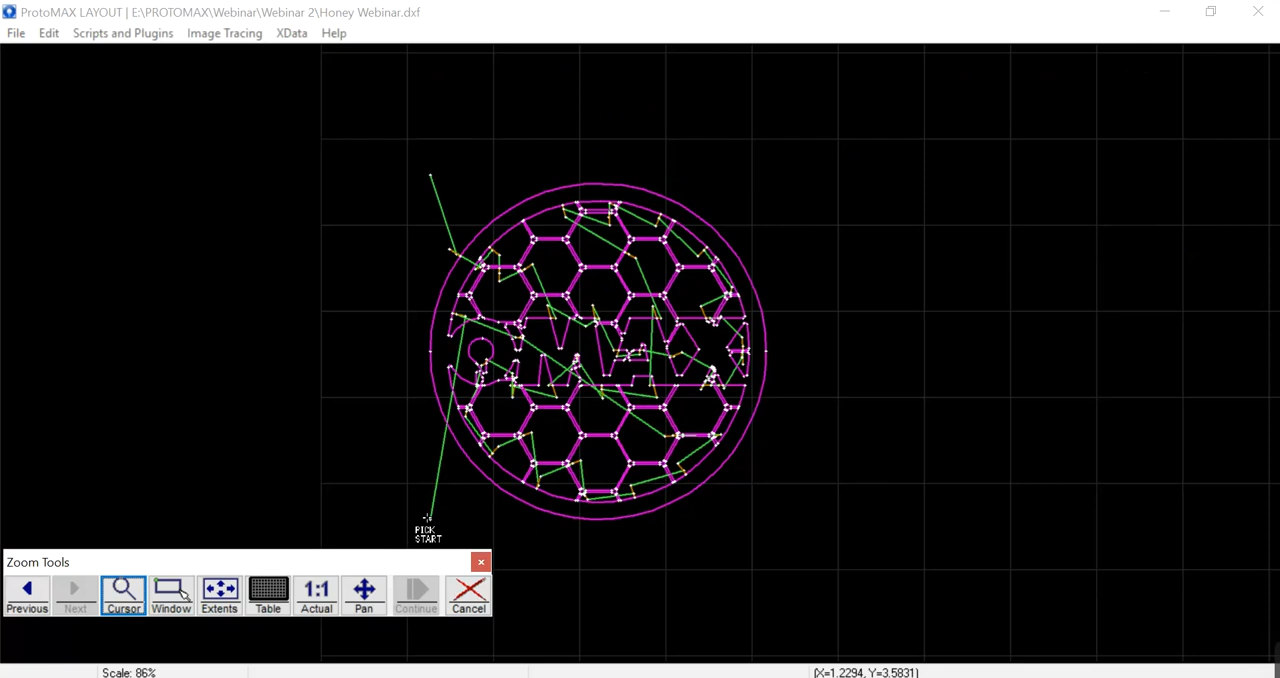 ProtoMAX LAYOUT | E:\PROTOMAX\Webinar\Webinar 2\Honey Webinar.dxf
File Edit Scripts and Plugins Image Tracing XData Help
PICK
START
Zoom Tools
Previous Next Cursor Window Extents Table 1:1 Actual Pan Continue Cancel
Scale: 86% (X=1.2294, Y=3.5831)